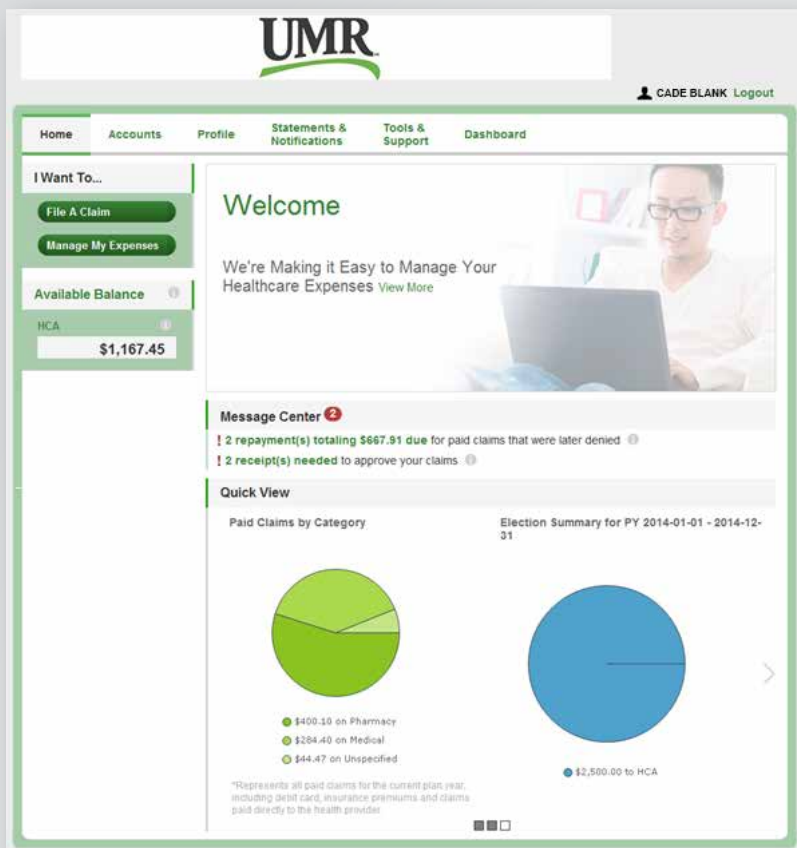 UMR
CADE BLANK Logout
Home
Accounts
Profile
Statements &
Notifications
Tools &
Support
Dashboard
I Want To...
File A Claim
Manage My Expenses
Available Balance
HCA
$1,167.45
Welcome
We're Making it Easy to Manage Your
Healthcare Expenses View More
Message Center 2
! 2 repayment(s) totaling $667.91 due for paid claims that were later denied
! 2 receipt(s) needed to approve your claims
Quick View
Paid Claims by Category
$400.10 on Pharmacy
$284.40 on Medical
$44.47 on Unspecified
*Represents all paid claims for the current plan year,
including debit card, insurance premiums and claims
paid directly to the health provider
Election Summary for PY 2014-01-01 - 2014-12-
31
$2,500.00 to HCA